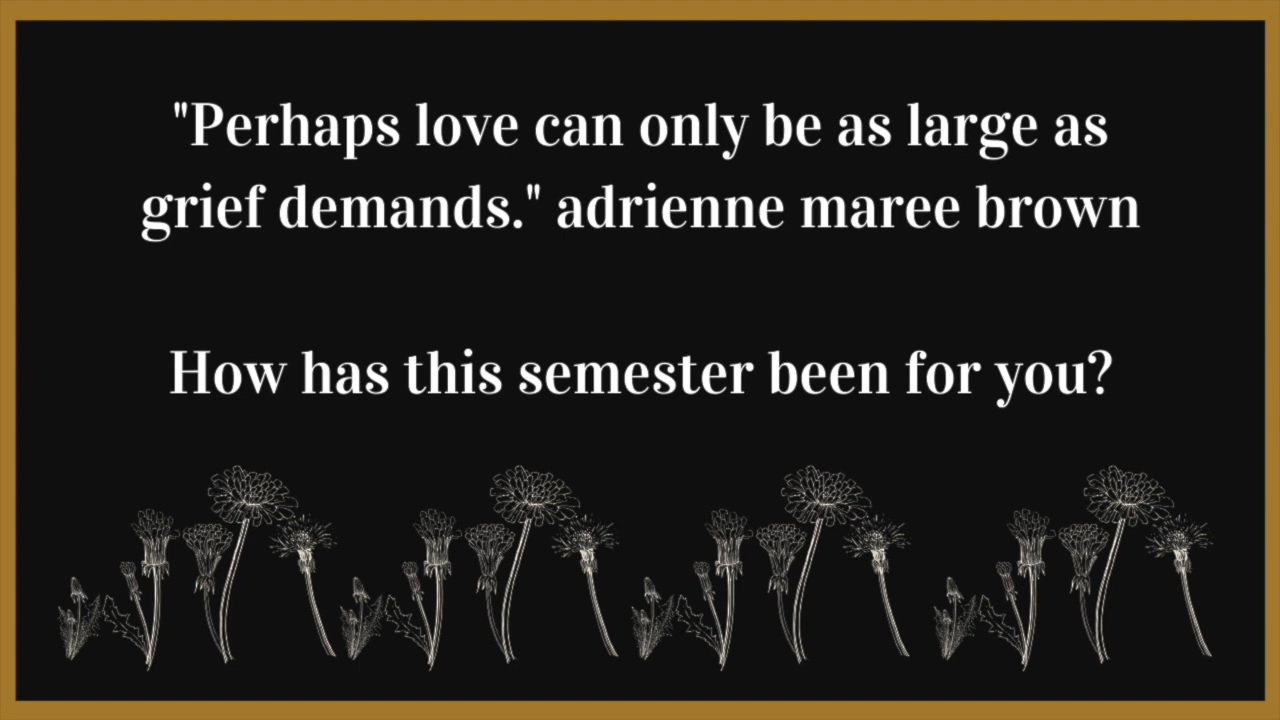 "Perhaps love can only be as large as
grief demands." adrienne maree brown
How has this semester been for you?